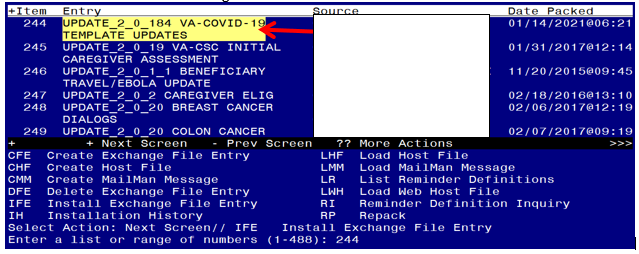 +Item  Entry  Source  Date Packed
244  UPDATE_2_0_184 VA-COVID-19  01/14/2021@06:21
TEMPLATE UPDATES
245  UPDATE_2_0_19 VA-CSC INITIAL  01/31/2017@12:14
CAREGIVER ASSESSMENT
246  UPDATE_2_0_1_1 BENEFICIARY  11/20/2015@09:45
TRAVEL/EBOLA UPDATE
247  UPDATE_2_0_2 CAREGIVER ELIG  02/18/2016@13:10
248  UPDATE_2_0_20 BREAST CANCER  02/06/2017@12:19
DIALOGS
249  UPDATE_2_0_20 COLON CANCER  02/07/2017@09:19
+  + Next Screen  - Prev Screen  ?? More Actions  >>>
CFE  Create Exchange File Entry  LHF  Load Host File
CHF  Create Host File  LMM  Load MailMan Message
CMM  Create MailMan Message  LR  List Reminder Definitions
DFE  Delete Exchange File Entry  LWH  Load Web Host File
IFE  Install Exchange File Entry  RI  Reminder Definition Inquiry
IH  Installation History  RP  Repack
Select Action: Next Screen// IFE  Install Exchange File Entry
Enter a list or range of numbers (1-488): 244